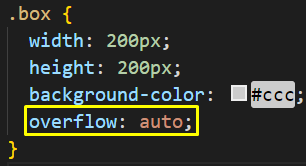 .box {
width: 200px;
height: 200px;
background-color: #ccc;
overflow: auto;
}